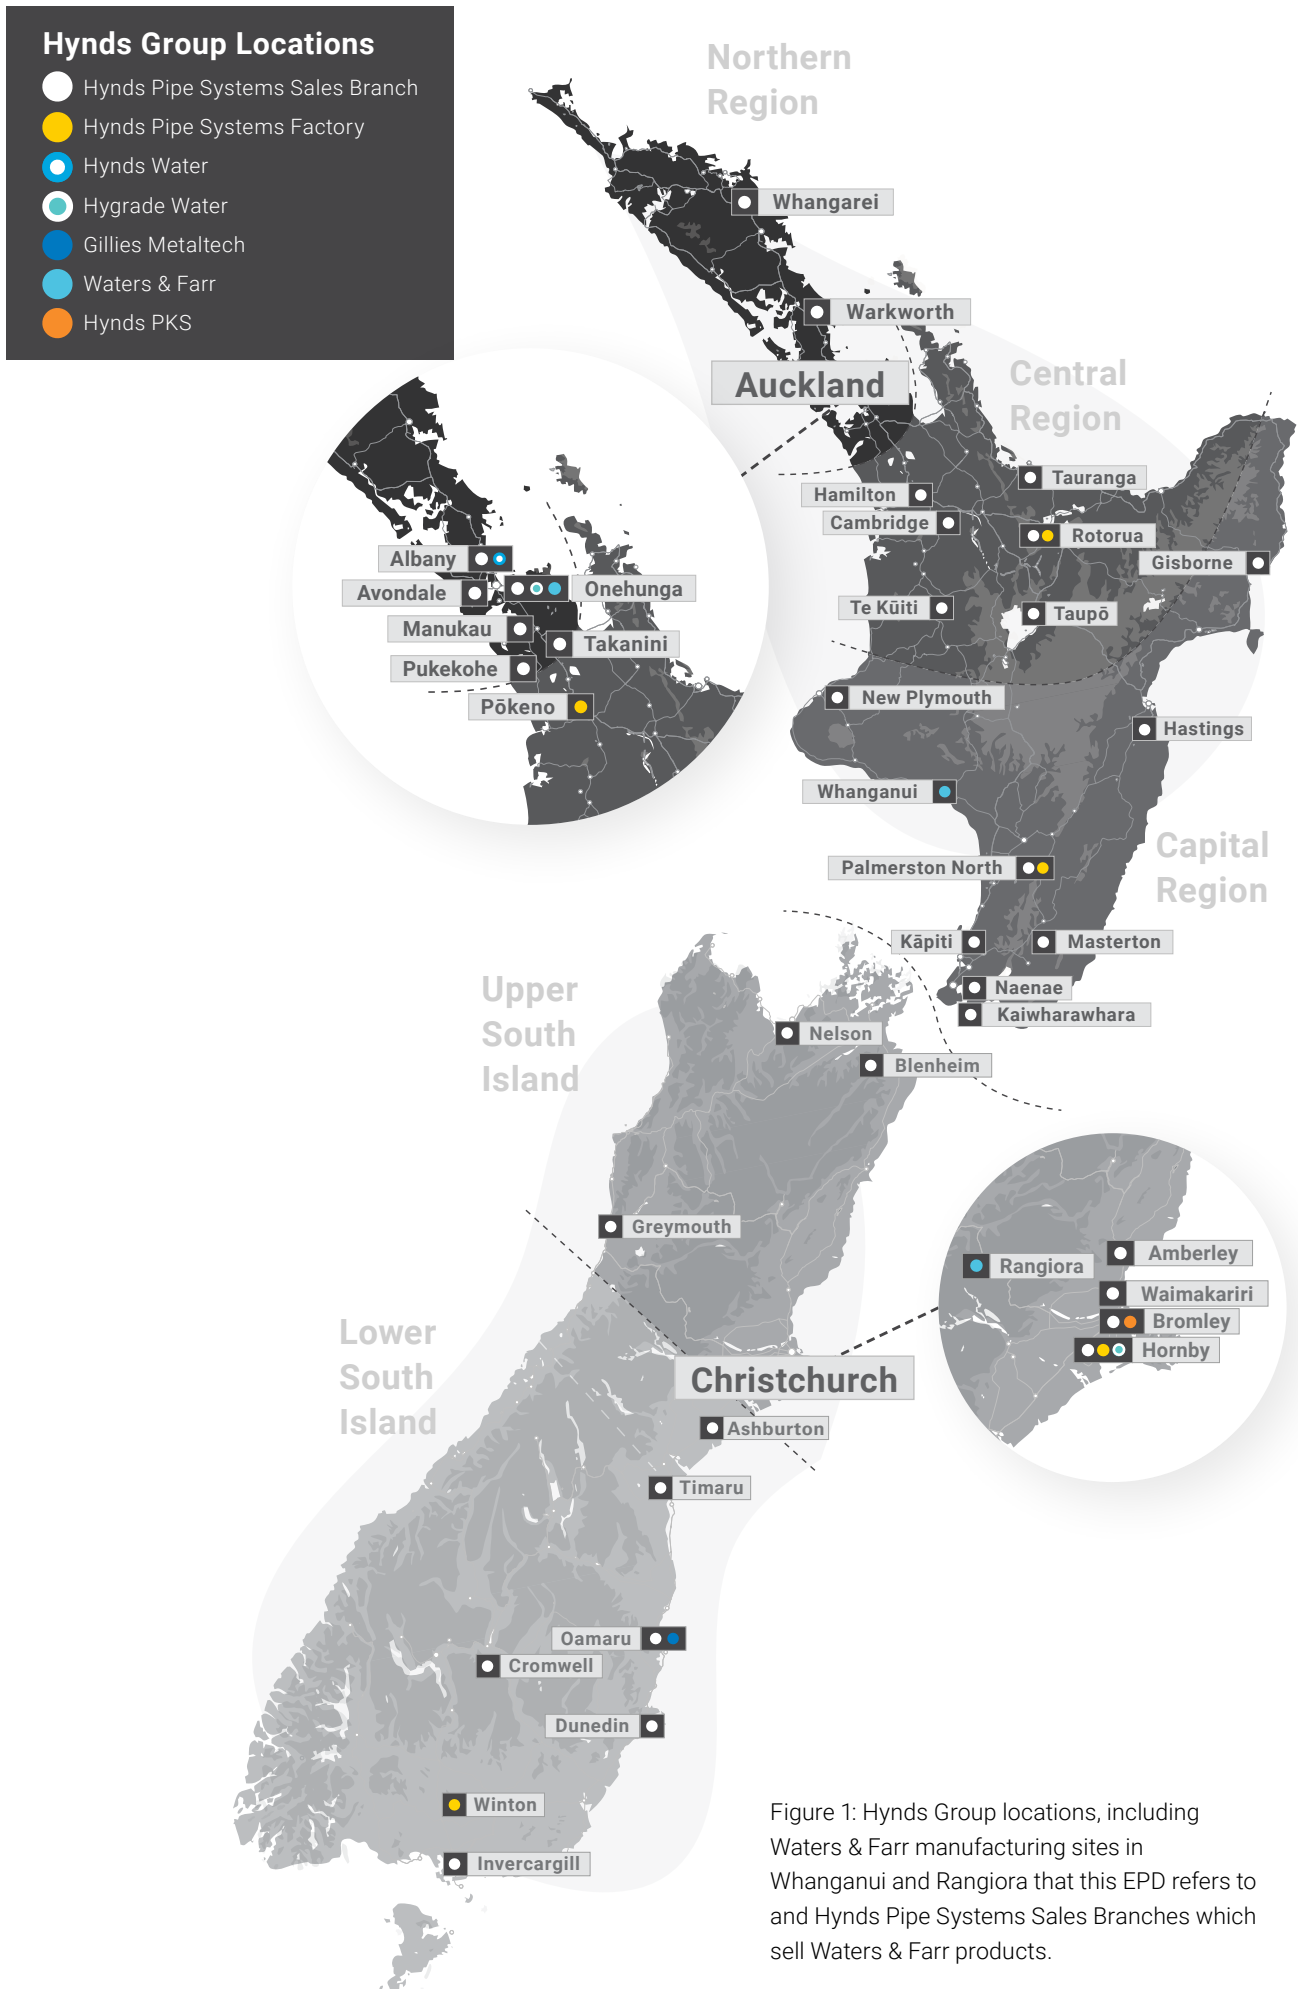 Hynds Group Locations
Hynds Pipe Systems Sales Branch
Hynds Pipe Systems Factory
Hynds Water
Hygrade Water
Gillies Metaltech
Waters & Farr
Hynds PKS
Northern
Region
Whangarei
Warkworth
Auckland
Central
Region
Tauranga
Hamilton
Cambridge
Rotorua
Gisborne
Te Kūiti
Taupō
Albany
Avondale
Onehunga
Manukau
Takanini
Pukekohe
Pōkeno
New Plymouth
Hastings
Whanganui
Capital
Region
Palmerston North
Kāpiti
Masterton
Naenae
Kaiwharawhara
Upper
South
Island
Nelson
Blenheim
Greymouth
Amberley
Rangiora
Waimakariri
Bromley
Hornby
Lower
South
Island
Christchurch
Ashburton
Timaru
Oamaru
Cromwell
Dunedin
Winton
Invercargill
Figure 1: Hynds Group locations, including
Waters & Farr manufacturing sites in
Whanganui and Rangiora that this EPD refers to
and Hynds Pipe Systems Sales Branches which
sell Waters & Farr products.